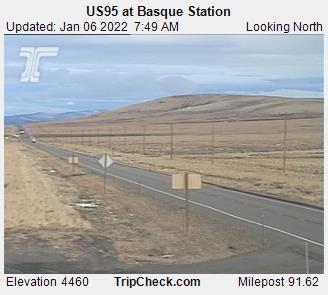 US95 at Basque Station
Updated: Jan 06 2022 7:49 AM Looking North
Elevation 4460 TripCheck.com Milepost 91.62